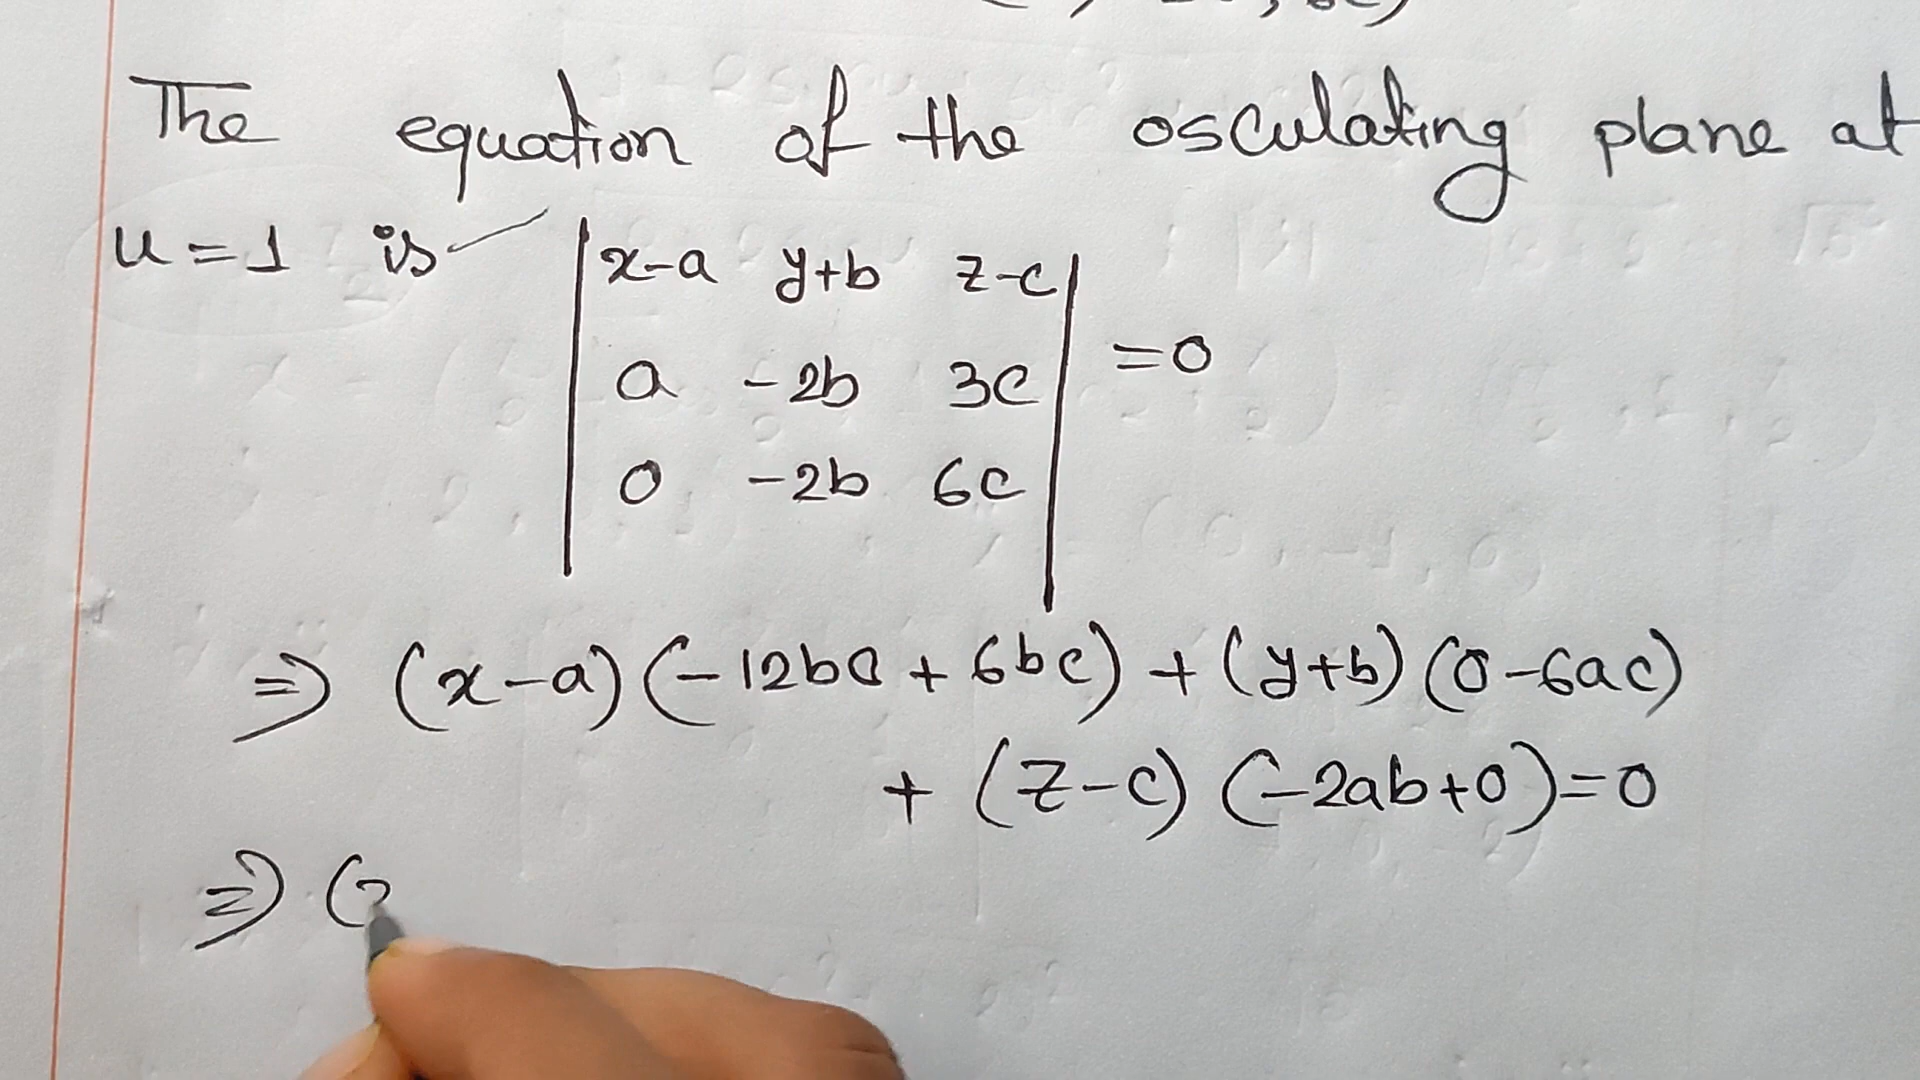 The equation of the osculating plane at
u = 1 is
| x-a y+b z-c |
| a -2b 3c | = 0
| 0 -2b 6c |
⇒ (x-a) (-12bc + 6bc) + (y+b) (0-6ac)
+ (z-c) (-2ab+0) = 0
⇒ (